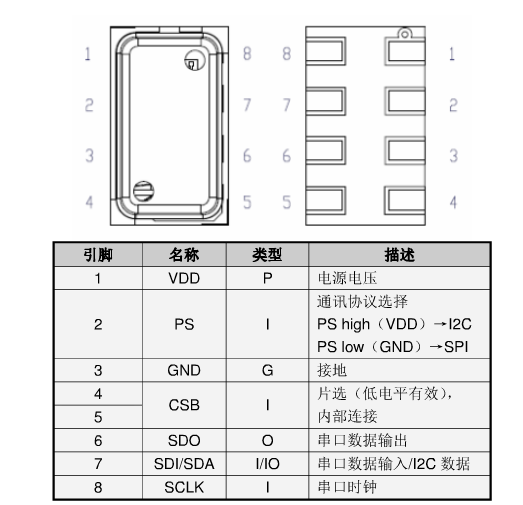 1 8 8 1
2 7 7 2
3 6 6 3
4 5 5 4
引脚 名称 类型 描述
1 VDD P 电源电压
2 PS I 通讯协议选择
PS high（VDD）→I2C
PS low（GND）→SPI
3 GND G 接地
4 CSB I 片选（低电平有效），
5 内部连接
6 SDO O 串口数据输出
7 SDI/SDA I/IO 串口数据输入/I2C 数据
8 SCLK I 串口时钟